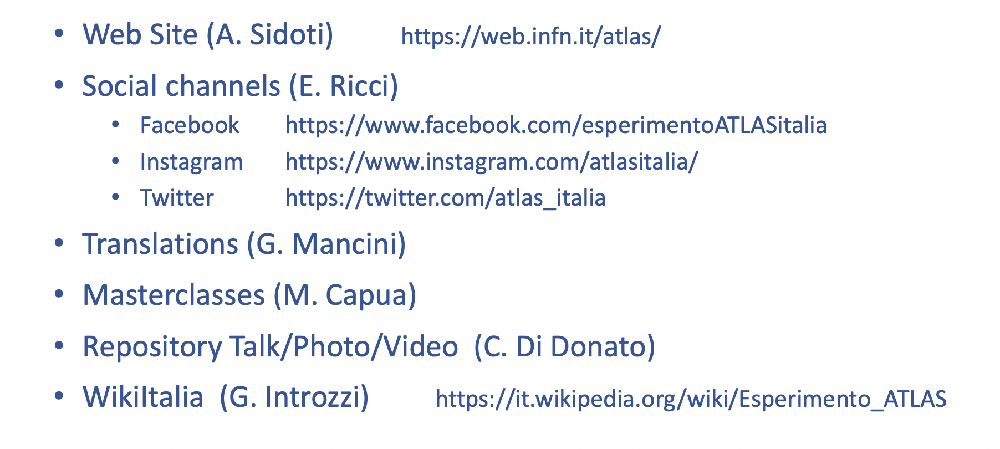 • Web Site (A. Sidoti) https://web.infn.it/atlas/
• Social channels (E. Ricci)
• Facebook https://www.facebook.com/esperimentoATLASitalia
• Instagram https://www.instagram.com/atlasitalia/
• Twitter https://twitter.com/atlas_italia
• Translations (G. Mancini)
• Masterclasses (M. Capua)
• Repository Talk/Photo/Video (C. Di Donato)
• WikiItalia (G. Introzzi) https://it.wikipedia.org/wiki/Esperimento_ATLAS